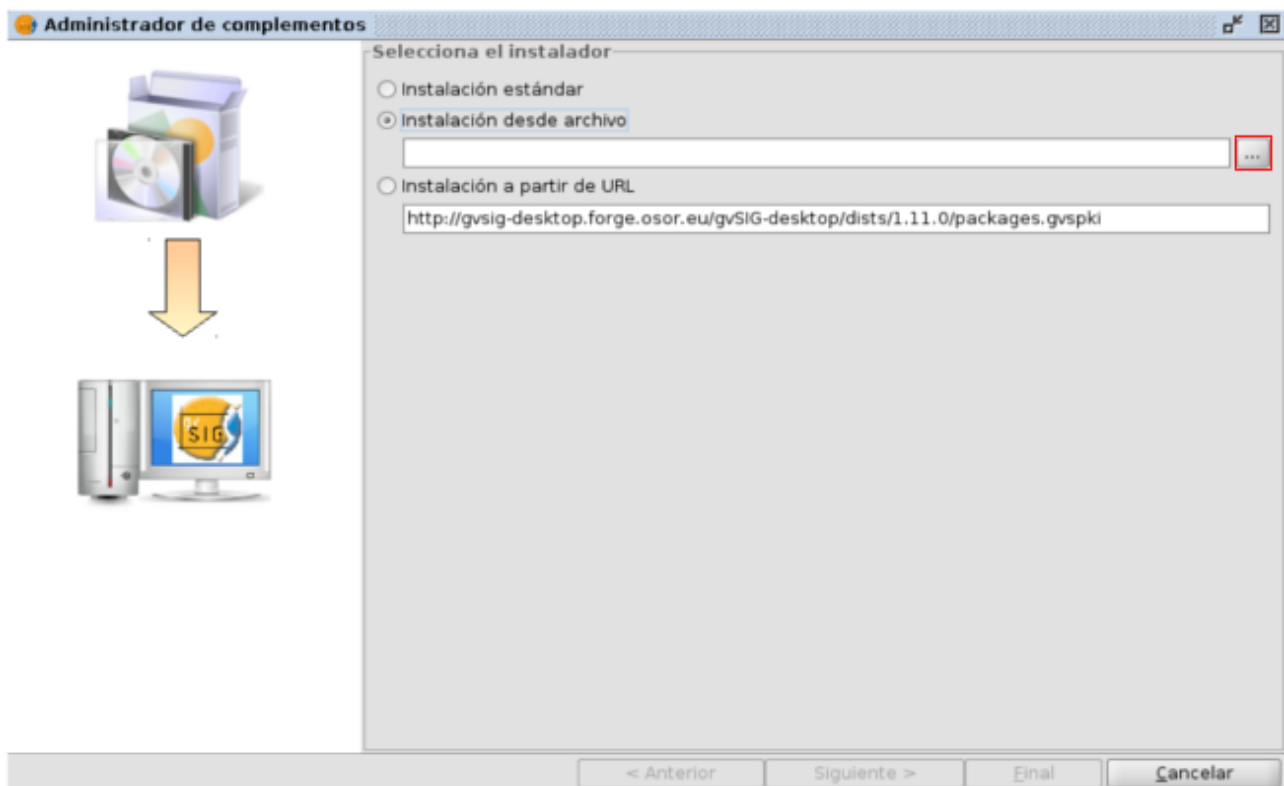 Administrador de complementos
Selecciona el instalador
Instalación estándar
Instalación desde archivo
...
Instalación a partir de URL
http://gvsig-desktop.forge.osor.eu/gvSIG-desktop/dists/1.11.0/packages.gvspki
SIG
< Anterior Siguiente > Final Cancelar